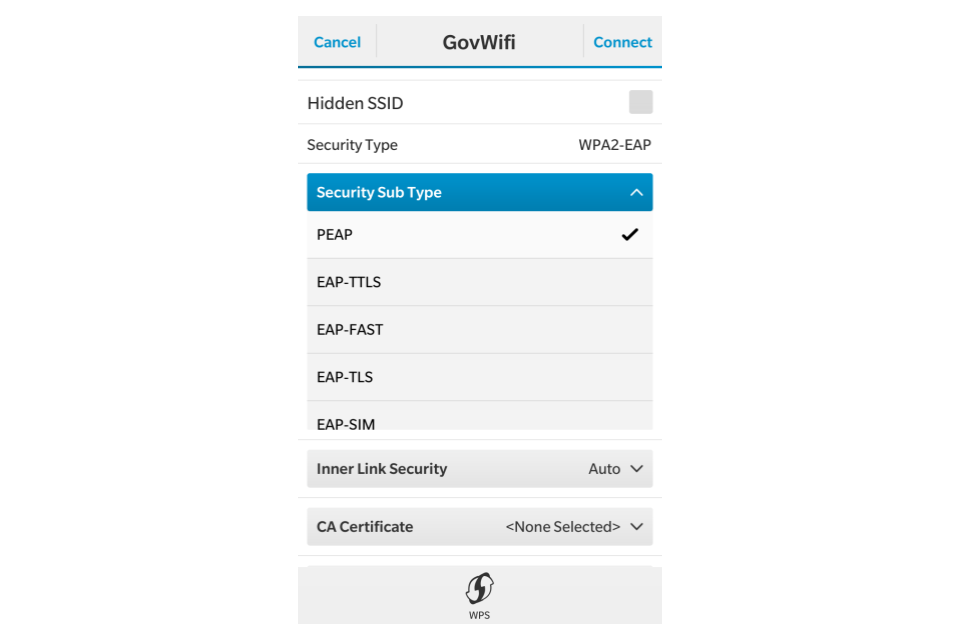 Cancel GovWifi Connect
Hidden SSID
Security Type WPA2-EAP
Security Sub Type
PEAP
EAP-TTLS
EAP-FAST
EAP-TLS
EAP-SIM
Inner Link Security Auto
CA Certificate <None Selected>
WPS